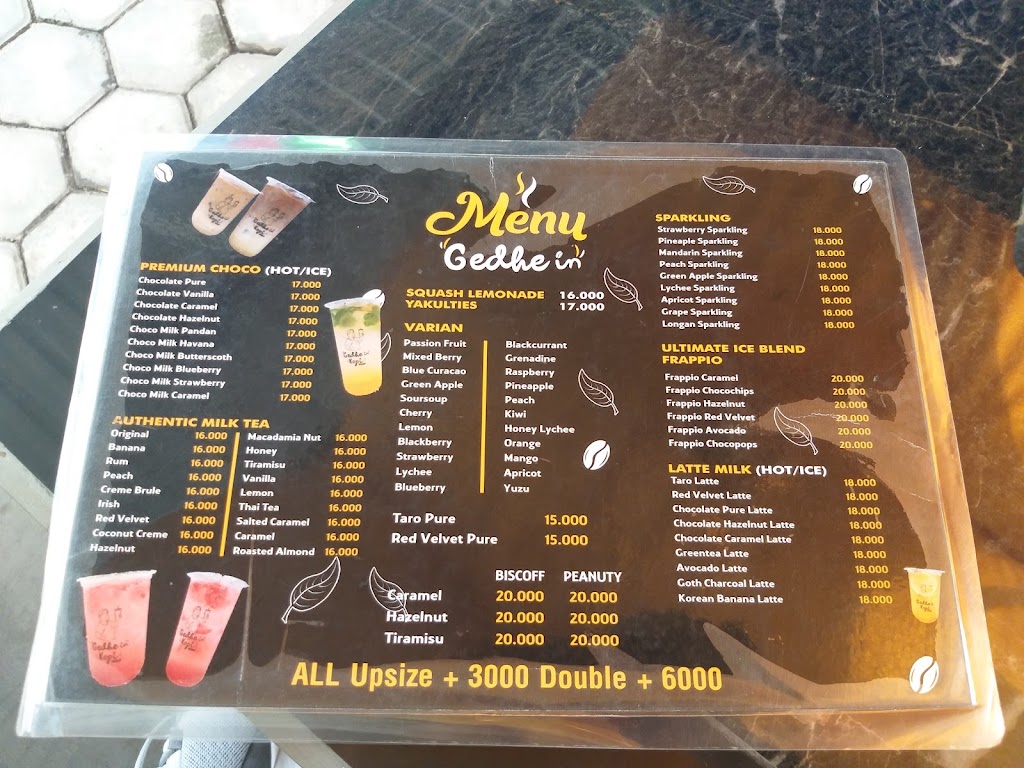 Menu
"Gedhe in"
PREMIUM CHOCO (HOT/ICE)
Chocolate Pure 17.000
Chocolate Vanilla 17.000
Chocolate Caramel 17.000
Chocolate Hazelnut 17.000
Choco Milk Pandan 17.000
Choco Milk Havana 17.000
Choco Milk Butterscoth 17.000
Choco Milk Blueberry 17.000
Choco Milk Strawberry 17.000
Choco Milk Caramel 17.000
AUTHENTIC MILK TEA
Original 16.000
Banana 16.000
Rum 16.000
Peach 16.000
Creme Brule 16.000
Irish 16.000
Red Velvet 16.000
Coconut Creme 16.000
Hazelnut 16.000
Macadamia Nut 16.000
Honey 16.000
Tiramisu 16.000
Vanilla 16.000
Lemon 16.000
Thai Tea 16.000
Salted Caramel 16.000
Caramel 16.000
Roasted Almond 16.000
SQUASH LEMONADE 16.000
YAKULTIES 17.000
VARIAN
Passion Fruit
Mixed Berry
Blue Curacao
Green Apple
Soursoup
Cherry
Lemon
Blackberry
Strawberry
Lychee
Blueberry
Blackcurrant
Grenadine
Raspberry
Pineapple
Peach
Kiwi
Honey Lychee
Orange
Mango
Apricot
Yuzu
Taro Pure 15.000
Red Velvet Pure 15.000
BISCOFF PEANUTY
Caramel 20.000 20.000
Hazelnut 20.000 20.000
Tiramisu 20.000 20.000
SPARKLING
Strawberry Sparkling 18.000
Pineaple Sparkling 18.000
Mandarin Sparkling 18.000
Peach Sparkling 18.000
Green Apple Sparkling 18.000
Lychee Sparkling 18.000
Apricot Sparkling 18.000
Grape Sparkling 18.000
Longan Sparkling 18.000
ULTIMATE ICE BLEND
FRAPPIO
Frappio Caramel 20.000
Frappio Chocochips 20.000
Frappio Hazelnut 20.000
Frappio Red Velvet 20.000
Frappio Avocado 20.000
Frappio Chocopops 20.000
LATTE MILK (HOT/ICE)
Taro Latte 18.000
Red Velvet Latte 18.000
Chocolate Pure Latte 18.000
Chocolate Hazelnut Latte 18.000
Chocolate Caramel Latte 18.000
Greentea Latte 18.000
Avocado Latte 18.000
Goth Charcoal Latte 18.000
Korean Banana Latte 18.000
ALL Upsize + 3000 Double + 6000
Gedhe in
Kopi